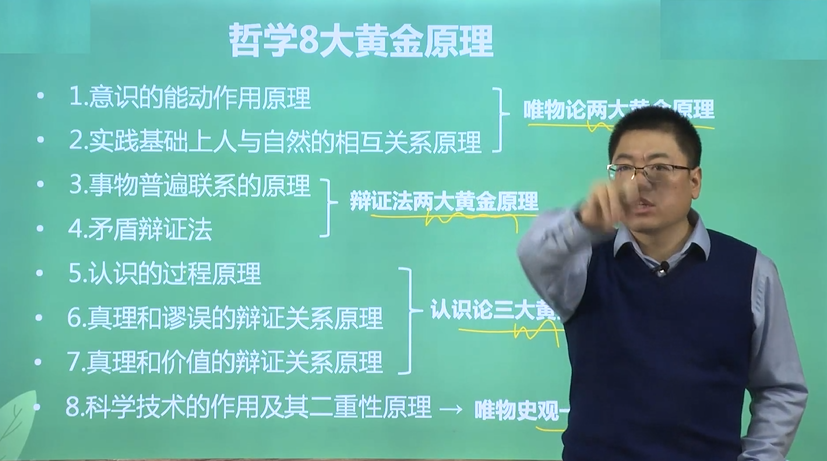 哲学8大黄金原理
• 1.意识的能动作用原理
• 2.实践基础上人与自然的相互关系原理
唯物论两大黄金原理
• 3.事物普遍联系的原理
• 4.矛盾辩证法
辩证法两大黄金原理
• 5.认识的过程原理
• 6.真理和谬误的辩证关系原理
• 7.真理和价值的辩证关系原理
认识论三大黄
• 8.科学技术的作用及其二重性原理 → 唯物史观一